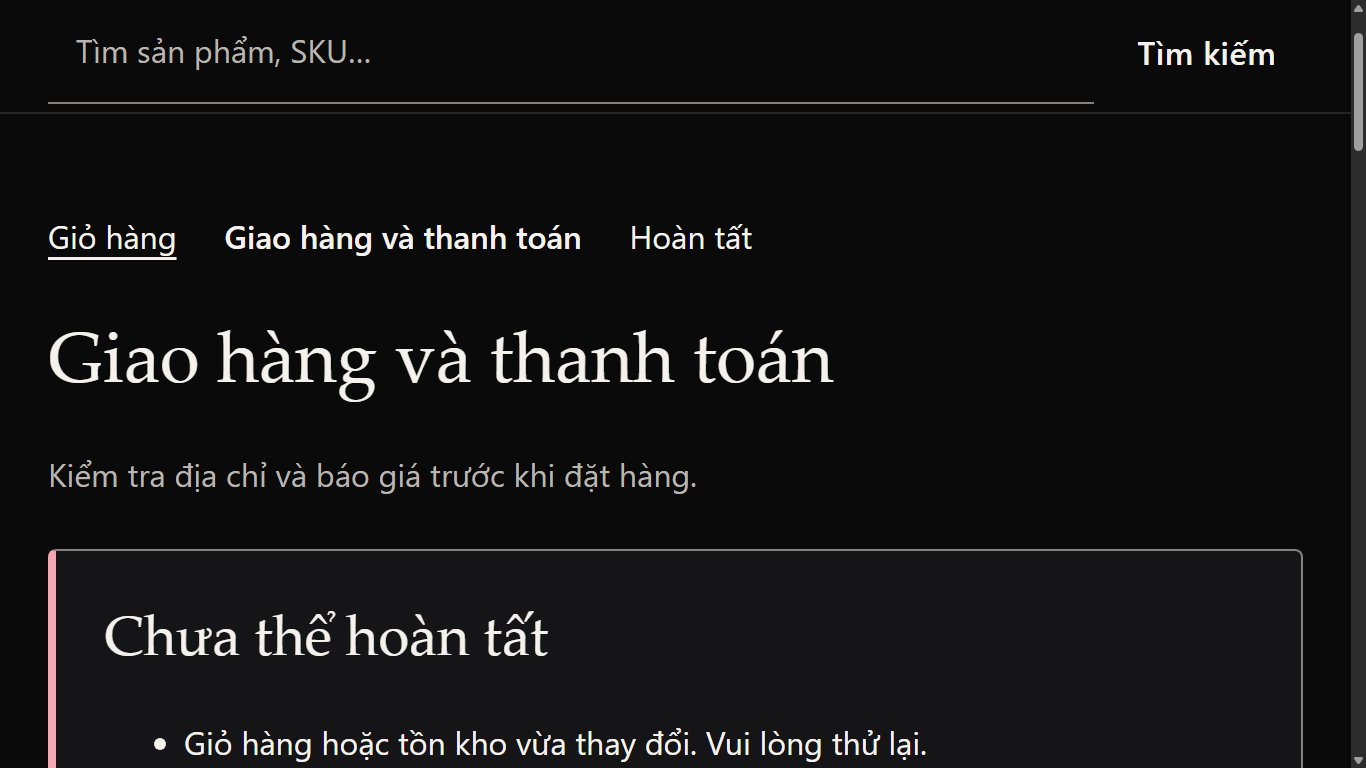 Tìm sản phẩm, SKU...
Tìm kiếm
Giỏ hàng
Giao hàng và thanh toán
Hoàn tất
Giao hàng và thanh toán
Kiểm tra địa chỉ và báo giá trước khi đặt hàng.
Chưa thể hoàn tất
Giỏ hàng hoặc tồn kho vừa thay đổi. Vui lòng thử lại.